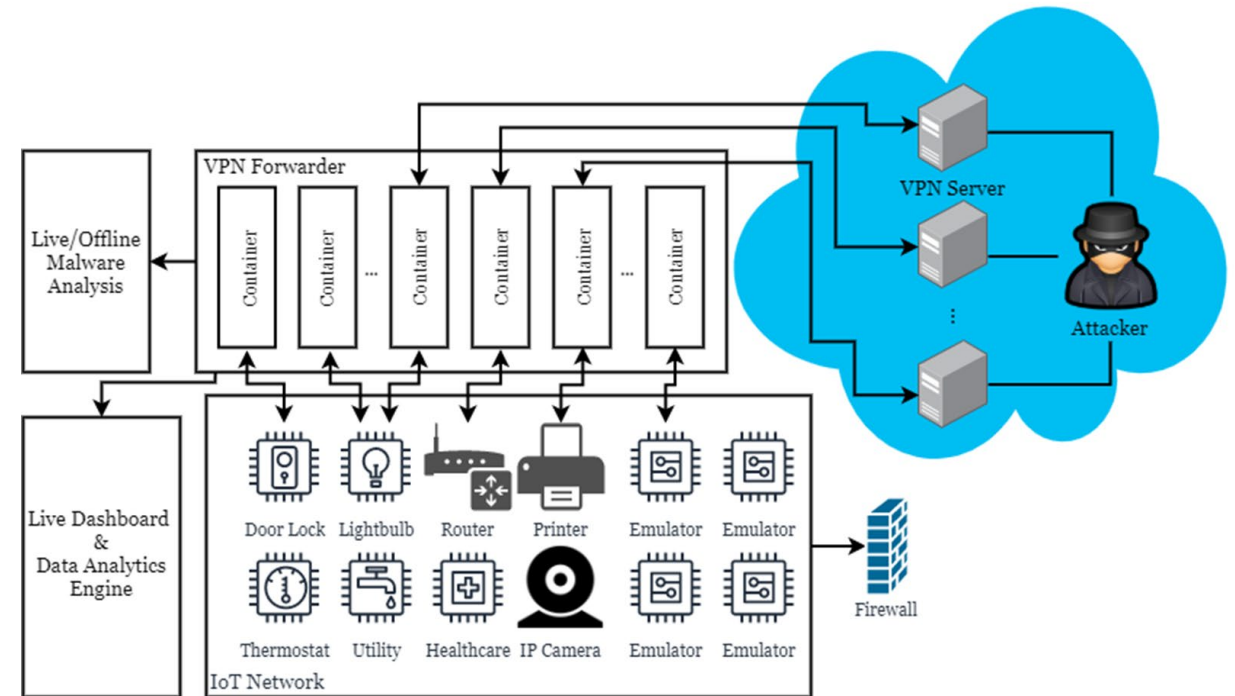 VPN Forwarder
Container
Container
...
Container
Container
Container
...
Container
VPN Server
⋮
Attacker
Live/Offline
Malware
Analysis
Live Dashboard
&
Data Analytics
Engine
Door Lock
Lightbulb
Router
Printer
Emulator
Emulator
Thermostat
Utility
Healthcare
IP Camera
Emulator
Emulator
IoT Network
Firewall